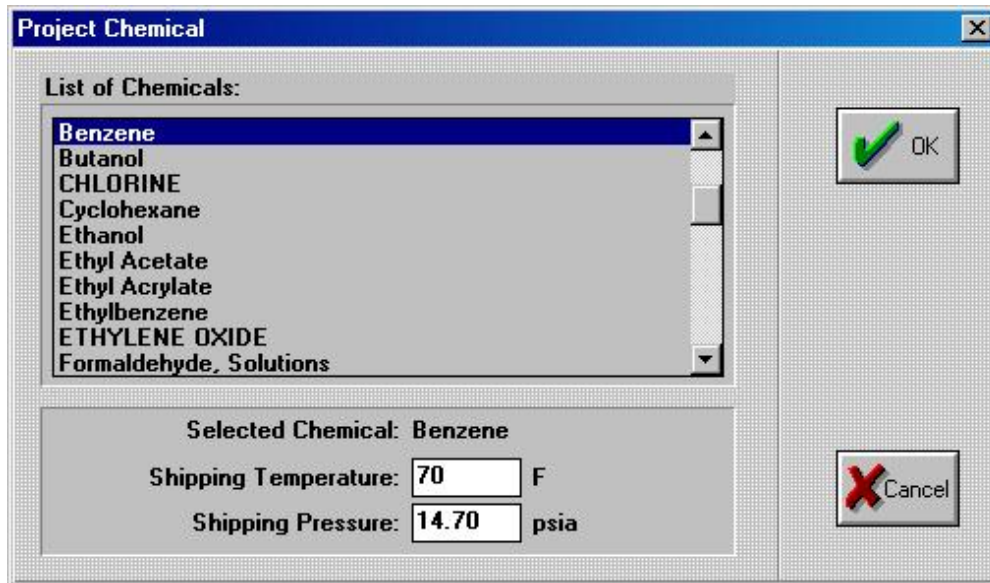 Project Chemical
List of Chemicals:
Benzene
Butanol
CHLORINE
Cyclohexane
Ethanol
Ethyl Acetate
Ethyl Acrylate
Ethylbenzene
ETHYLENE OXIDE
Formaldehyde, Solutions
OK
Selected Chemical: Benzene
Shipping Temperature: 70 F
Shipping Pressure: 14.70 psia
Cancel